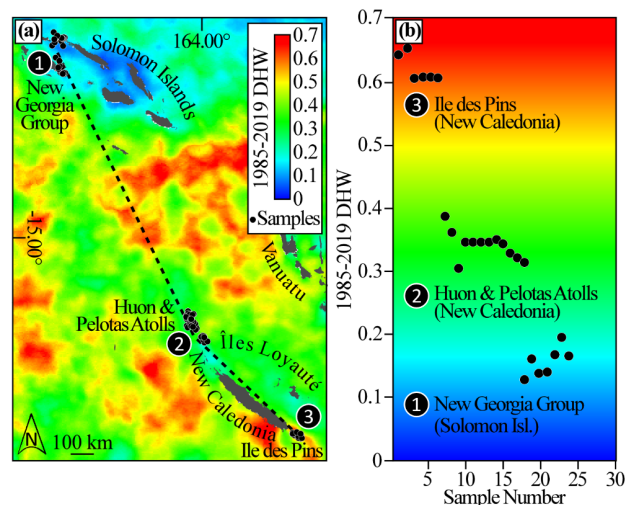 (a)
164.00°
Solomon Islands
1
New
Georgia
Group
1985-2019 DHW
0.7
0.6
0.5
0.4
0.3
0.2
0.1
0
•Samples
-15.00°
Vanuatu
Huon &
Pelotas Atolls
2
Îles Loyauté
New Caledonia
3
Ile des Pins
N
100 km
(b)
1985-2019 DHW
0.7
0.6
0.5
0.4
0.3
0.2
0.1
0
3 Ile des Pins
(New Caledonia)
2 Huon & Pelotas Atolls
(New Caledonia)
1 New Georgia Group
(Solomon Isl.)
5 10 15 20 25 30
Sample Number